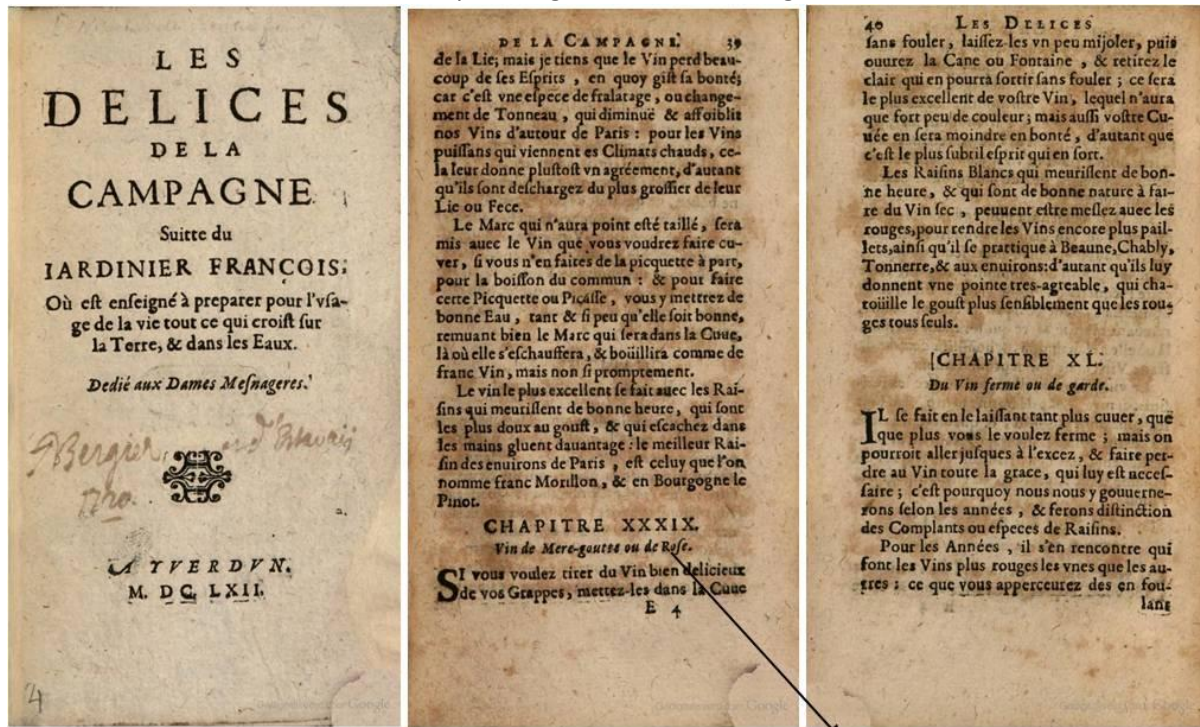 LES
DELICES
DE LA
CAMPAGNE
Suitte du
IARDINIER FRANÇOIS:
Où est enseigné à preparer pour l'vsa-
ge de la vie tout ce qui croist sur
la Terre, & dans les Eaux.
Dedié aux Dames Mesnageres.
Bergier
A YVERDVN.
M. DC. LXII.
4
DE LA CAMPAGNE. 39
de la Lie; mais je tiens que le Vin perd beau-
coup de ses Esprits, en quoy gist sa bonté;
car c'est vne espece de fralatage, ou change-
ment de Tonneau, qui diminuë & affoiblit
nos Vins d'autour de Paris : pour les Vins
puissans qui viennent es Climats chauds, ce-
la leur donne plustost vn agréement, d'autant
qu'ils sont deschargez du plus grossier de leur
Lie ou Fece.
Le Marc qui n'aura point esté taillé, sera
mis auec le Vin que vous voudrez faire cu-
ver, si vous n'en faites de la picquette à part,
pour la boisson du commun : & pour faire
cette Picquette ou Picasse, vous y mettrez de
bonne Eau, tant & si peu qu'elle soit bonne,
remuant bien le Marc qui sera dans la Cuue,
là où elle s'eschauffera, & boüillira comme de
franc Vin, mais non si promptement.
Le vin le plus excellent se fait auec les Rai-
sins qui meurissent de bonne heure, qui sont
les plus doux au goust, & qui escachez dans
les mains gluent dauantage : le meilleur Rai-
sin des environs de Paris, est celuy que l'on
nomme franc Morillon, & en Bourgogne le
Pinot.
CHAPITRE XXXIX.
Vin de Mere-goutte ou de Rose.
SI vous voulez tirer du Vin bien delicieux
de vos Grappes, mettez-les dans la Cuue
E 4
40 LES DELICES
sans fouler, laissez les vn peu mijoler, puis
ouurez la Cane ou Fontaine, & retirez le
clair qui en pourra sortir sans fouler ; ce sera
le plus excellent de vostre Vin, lequel n'aura
que fort peu de couleur ; mais aussi vostre Cu-
uée en sera moindre en bonté, d'autant que
c'est le plus subtil esprit qui en sort.
Les Raisins Blancs qui meurissent de bon-
ne heure, & qui sont de bonne nature à fai-
re du Vin sec, peuuent estre meslez auec les
rouges, pour rendre les Vins encore plus pail-
lets, ainsi qu'il se practique à Beaune, Chably,
Tonnerre, & aux enuirons: d'autant qu'ils luy
donnent vne pointe tres-agreable, qui cha-
toüille le goust plus sensiblement que les rou-
ges tous seuls.
CHAPITRE XL.
Du Vin ferme ou de garde.
IL se fait en le laissant tant plus cuuer, que
que plus vous le voulez ferme ; mais on
pourroit aller jusques à l'excez, & faire per-
dre au Vin toute la grace, qui luy est neces-
saire ; c'est pourquoy nous nous y gouuerne-
rons selon les années, & ferons distinction
des Complants ou especes de Raisins.
Pour les Années, il s'en rencontre qui
font les Vins plus rouges les vnes que les au-
tres : ce que vous apperceurez des en fou-
lant